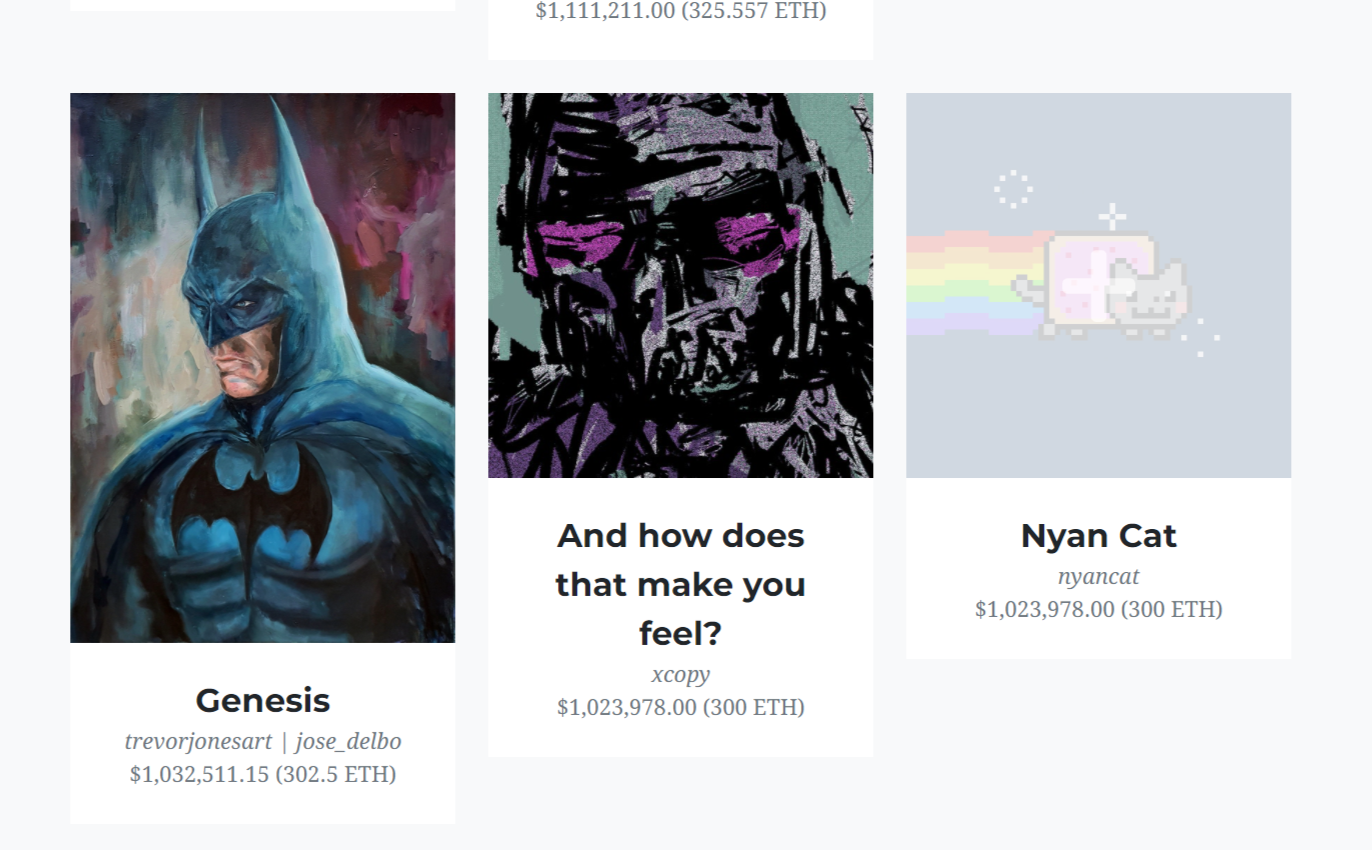 $1,111,211.00 (325.557 ETH)
Genesis
trevorjonesart | jose_delbo
$1,032,511.15 (302.5 ETH)
And how does
that make you
feel?
xcopy
$1,023,978.00 (300 ETH)
Nyan Cat
nyancat
$1,023,978.00 (300 ETH)